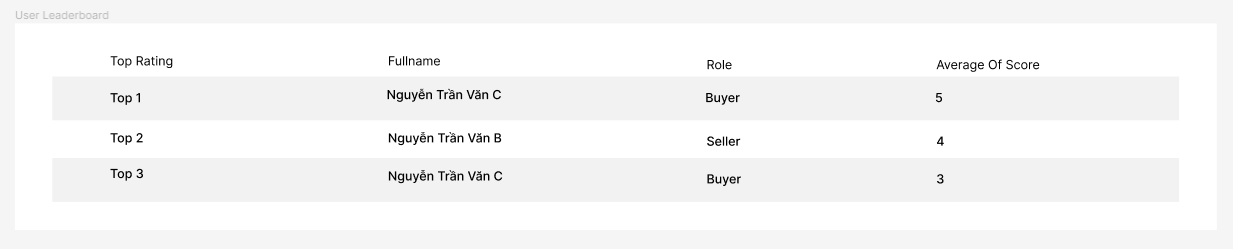 User Leaderboard
Top Rating Fullname Role Average Of Score
Top 1 Nguyễn Trần Văn C Buyer 5
Top 2 Nguyễn Trần Văn B Seller 4
Top 3 Nguyễn Trần Văn C Buyer 3